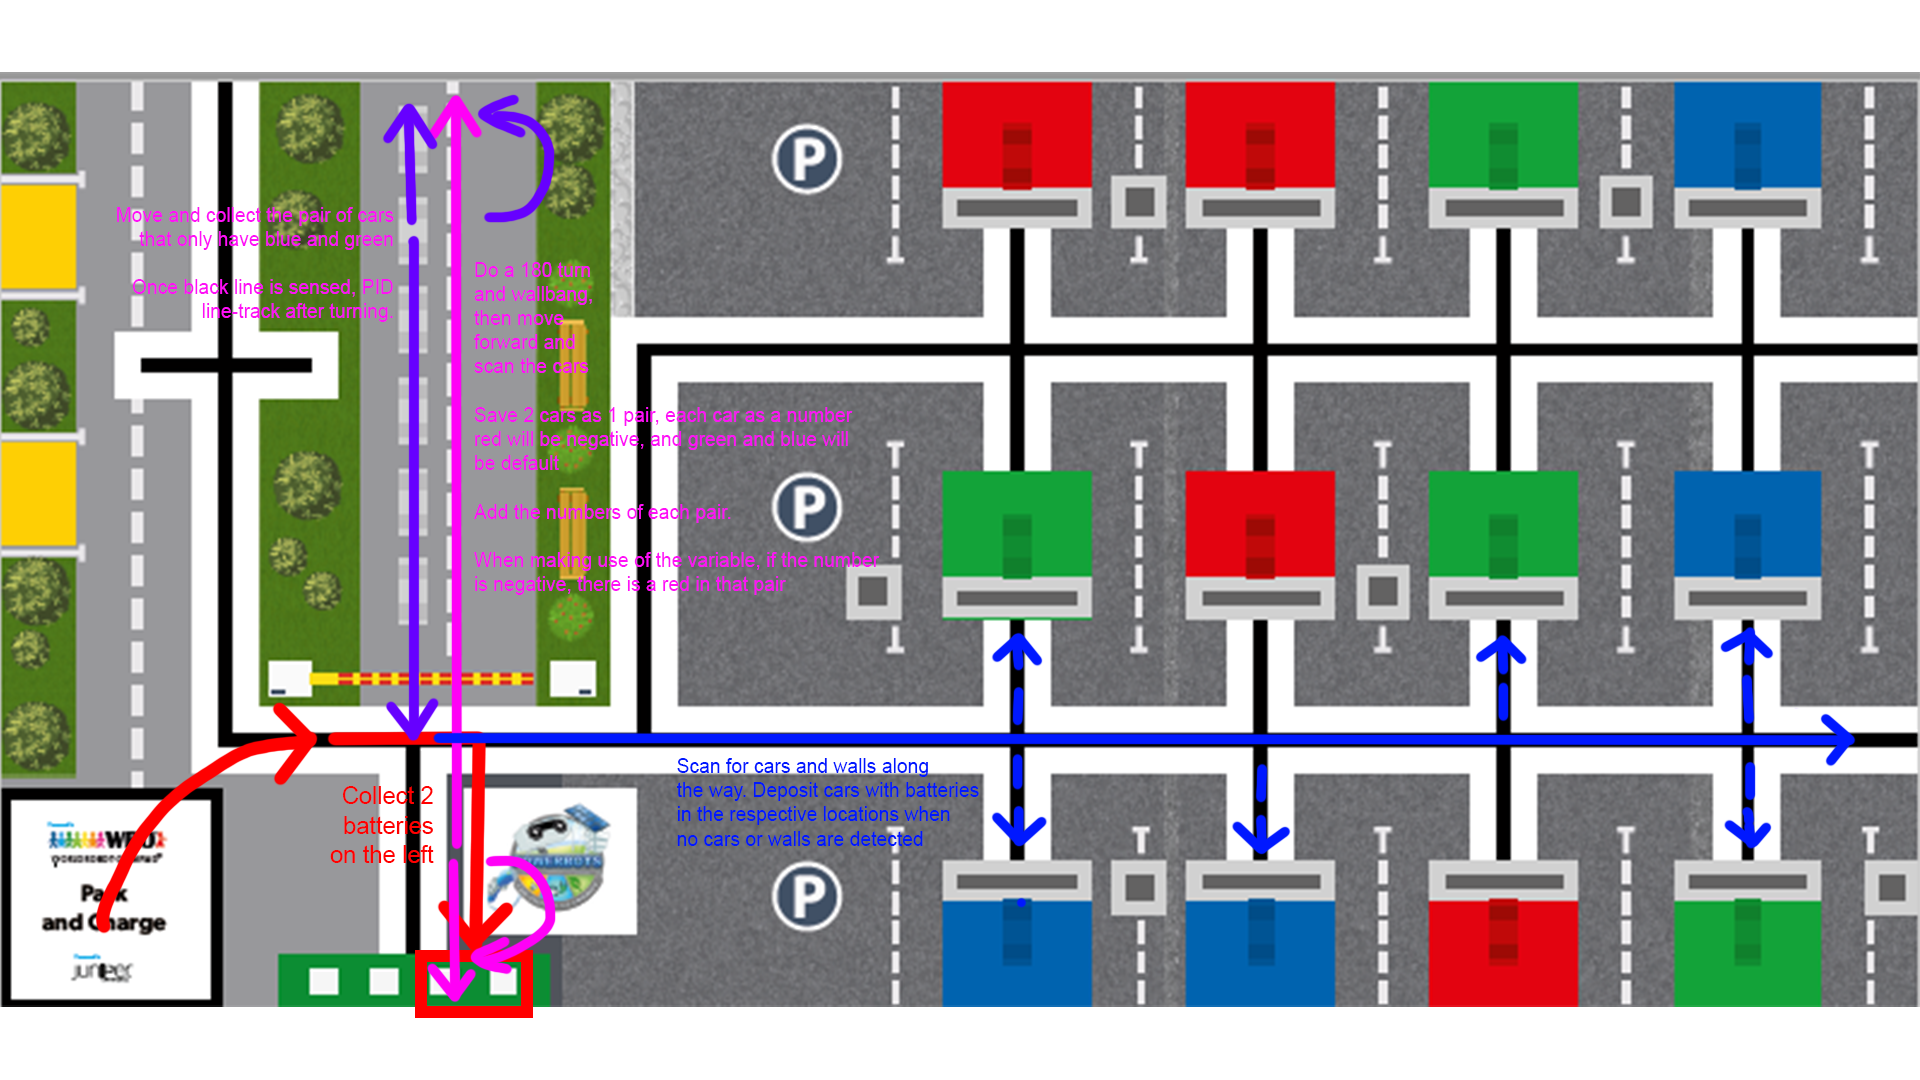 P
Move and collect the pair of cars
that only have blue and green
Once black line is sensed, PID
line-track after turning.
Do a 180 turn
and wallbang,
then move
forward and
scan the cars
Save 2 cars as 1 pair, each car as a number
red will be negative, and green and blue will
be default
Add the numbers of each pair
When making use of the variable, if the number
is negative, there is a red in that pair
P
Scan for cars and walls along
the way. Deposit cars with batteries
in the respective locations when
no cars or walls are detected
Collect 2
batteries
on the left
WRO
Park
and Charge
P